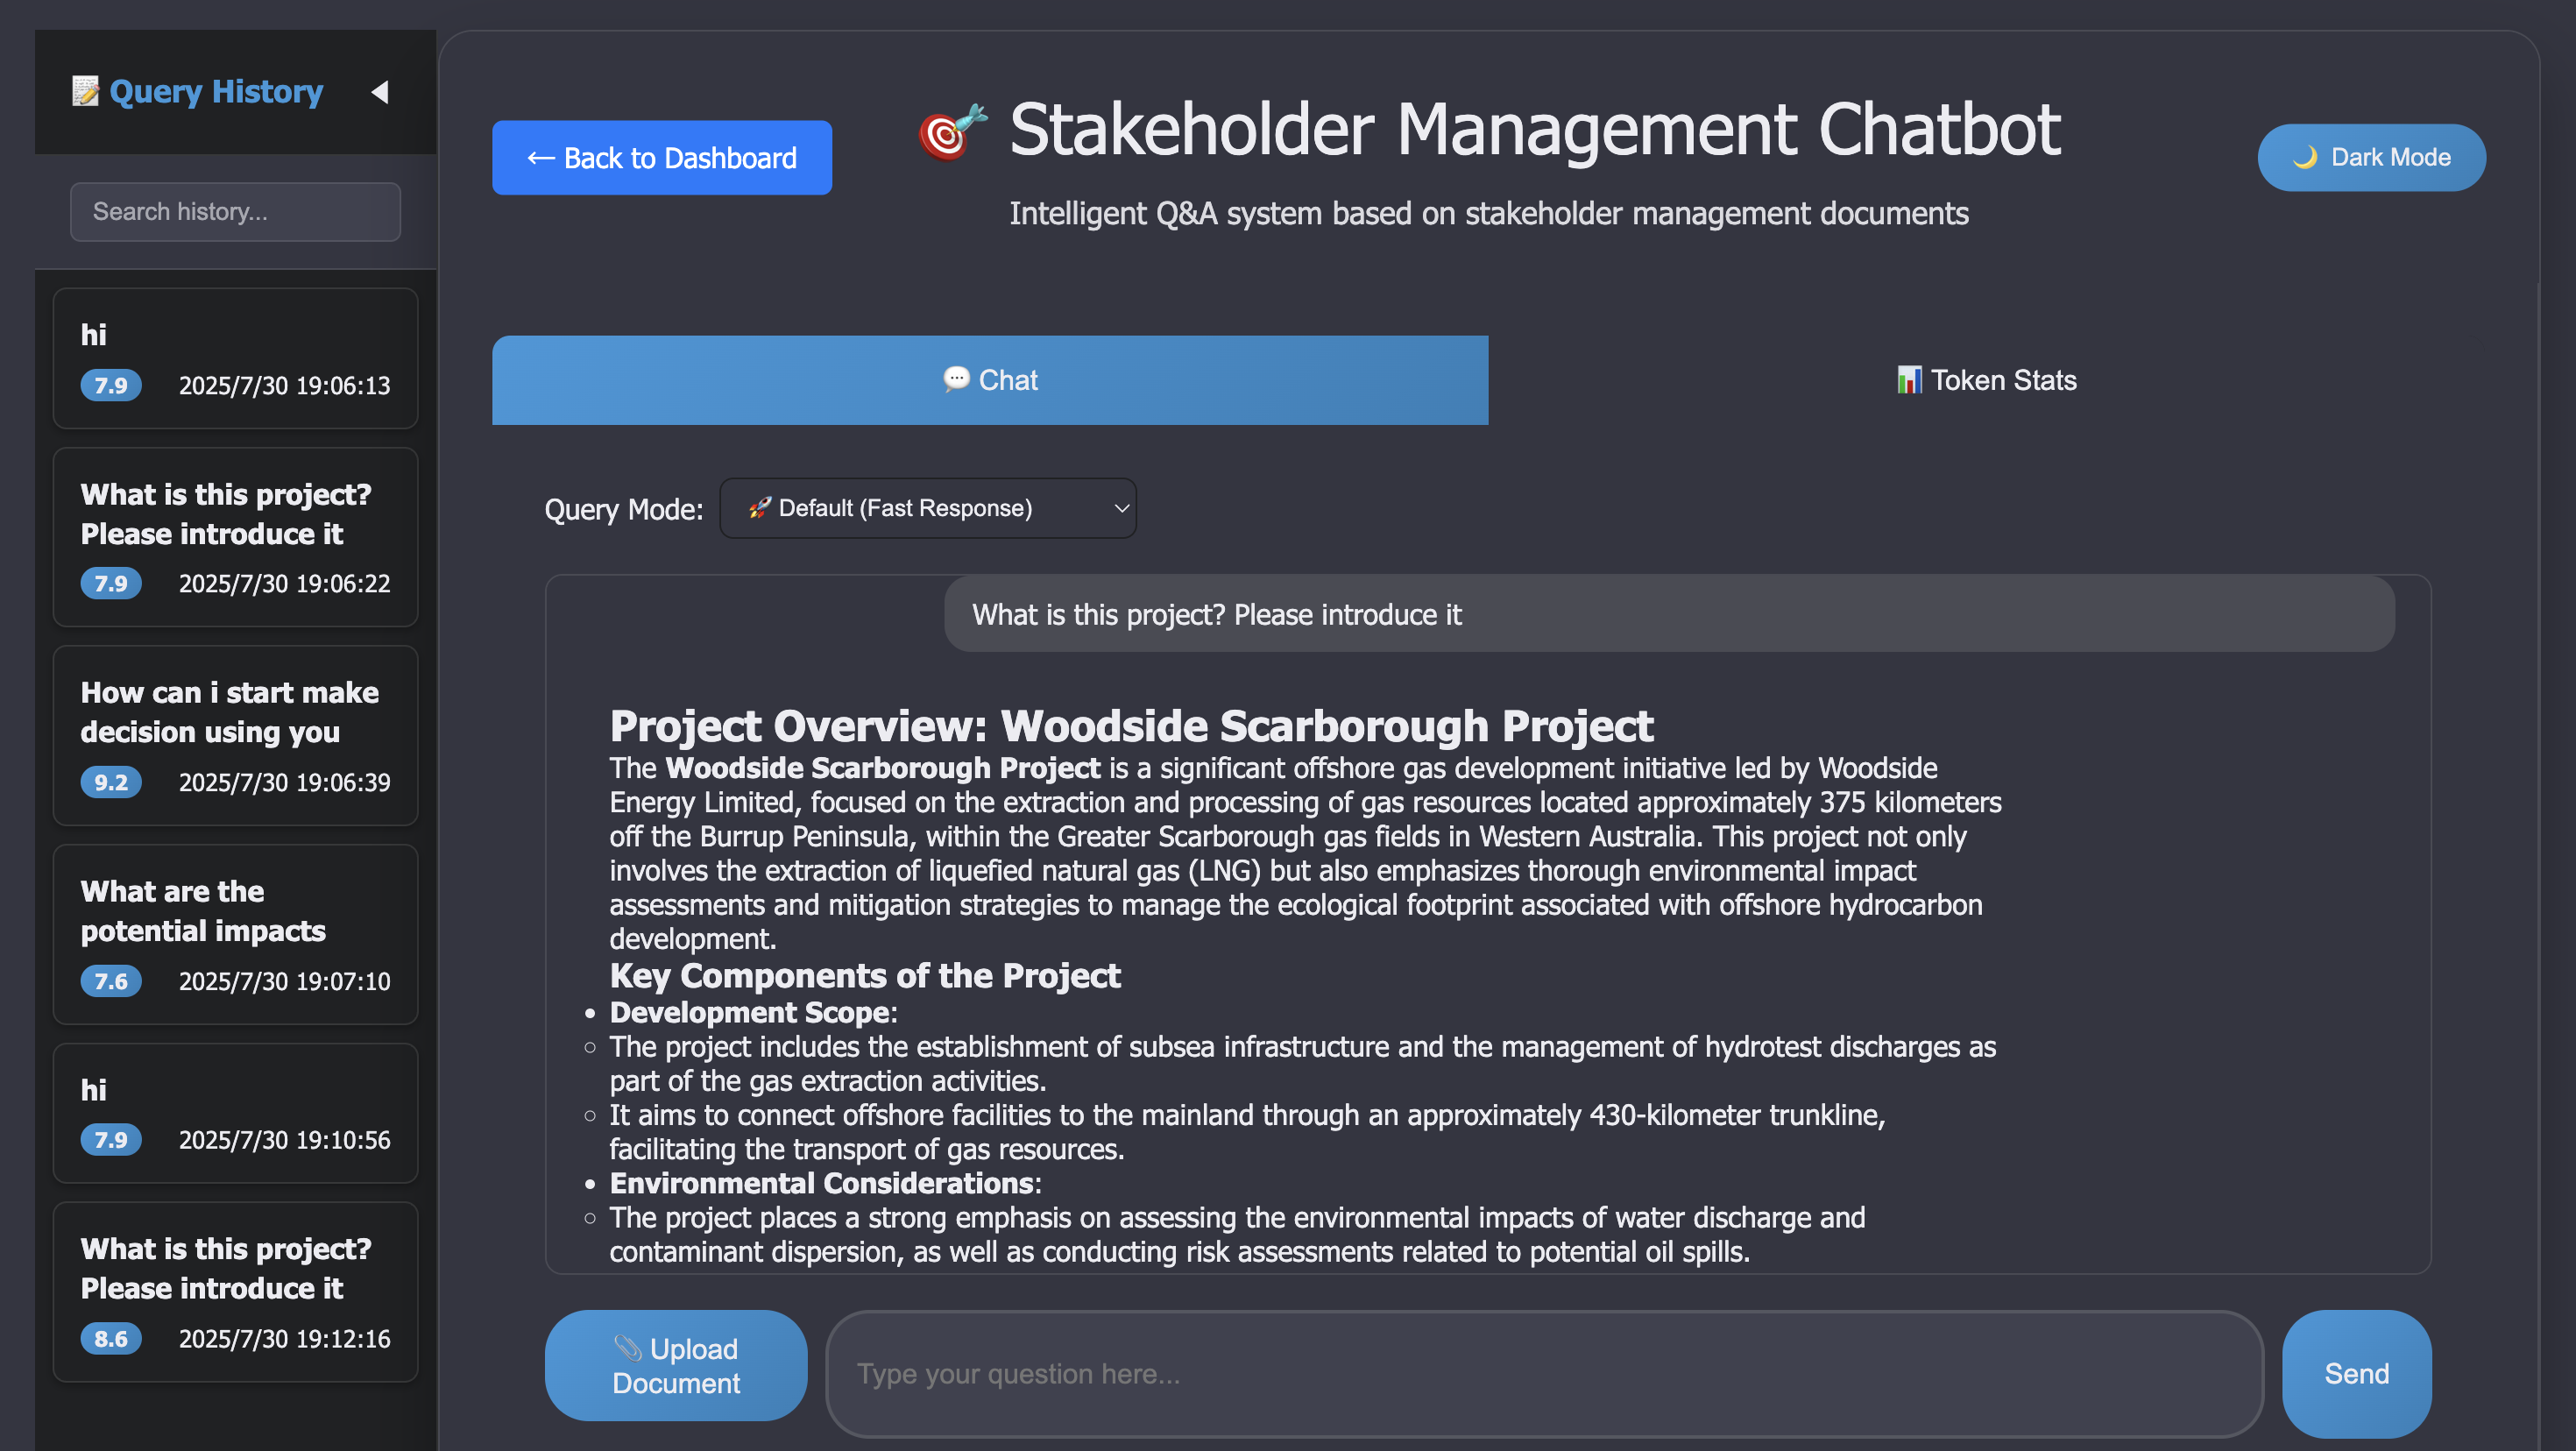 Query History
Search history...
hi
7.9 2025/7/30 19:06:13
What is this project?
Please introduce it
7.9 2025/7/30 19:06:22
How can i start make
decision using you
9.2 2025/7/30 19:06:39
What are the
potential impacts
7.6 2025/7/30 19:07:10
hi
7.9 2025/7/30 19:10:56
What is this project?
Please introduce it
8.6 2025/7/30 19:12:16
← Back to Dashboard
Stakeholder Management Chatbot
Intelligent Q&A system based on stakeholder management documents
Dark Mode
Chat
Token Stats
Query Mode: Default (Fast Response)
What is this project? Please introduce it
Project Overview: Woodside Scarborough Project
The Woodside Scarborough Project is a significant offshore gas development initiative led by Woodside
Energy Limited, focused on the extraction and processing of gas resources located approximately 375 kilometers
off the Burrup Peninsula, within the Greater Scarborough gas fields in Western Australia. This project not only
involves the extraction of liquefied natural gas (LNG) but also emphasizes thorough environmental impact
assessments and mitigation strategies to manage the ecological footprint associated with offshore hydrocarbon
development.
Key Components of the Project
• Development Scope:
○ The project includes the establishment of subsea infrastructure and the management of hydrotest discharges as
part of the gas extraction activities.
○ It aims to connect offshore facilities to the mainland through an approximately 430-kilometer trunkline,
facilitating the transport of gas resources.
• Environmental Considerations:
○ The project places a strong emphasis on assessing the environmental impacts of water discharge and
contaminant dispersion, as well as conducting risk assessments related to potential oil spills.
Upload
Document
Type your question here...
Send